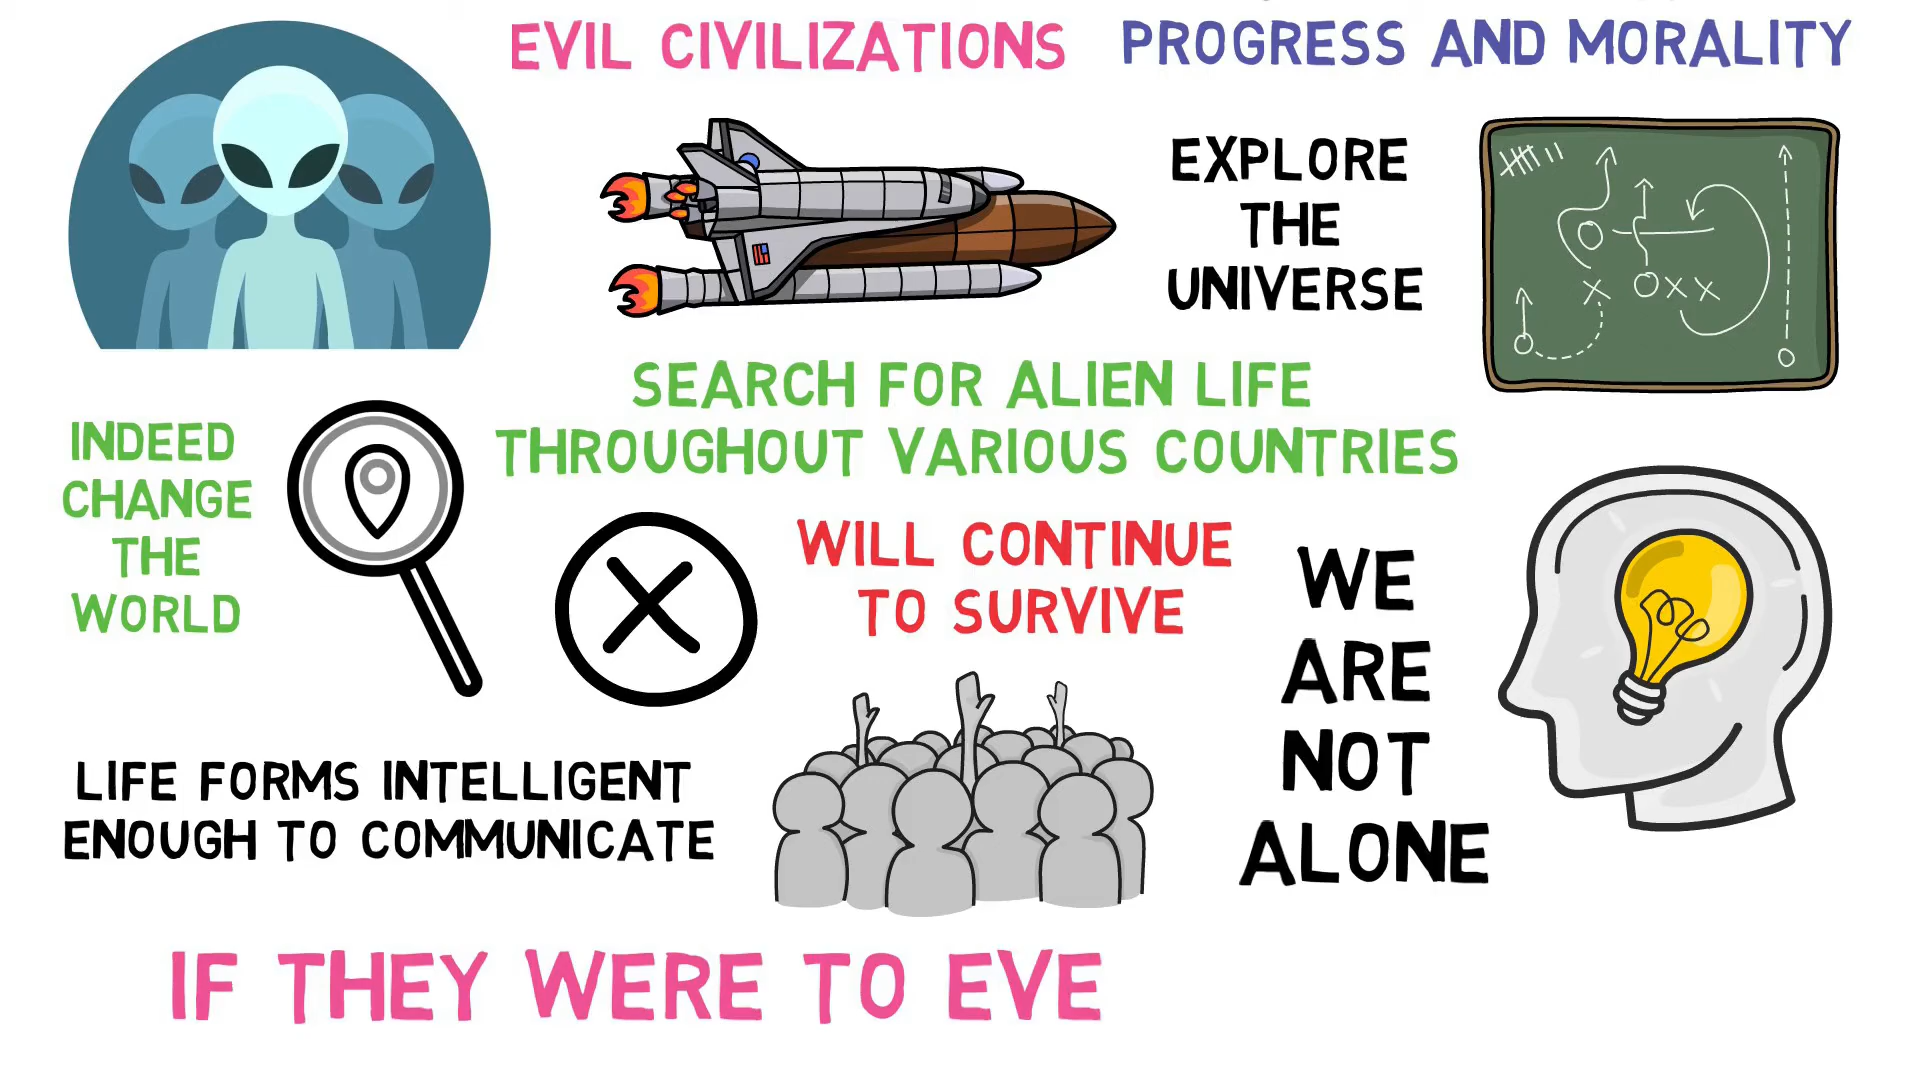 EVIL CIVILIZATIONS
PROGRESS AND MORALITY
EXPLORE
THE
UNIVERSE
SEARCH FOR ALIEN LIFE
THROUGHOUT VARIOUS COUNTRIES
INDEED
CHANGE
THE
WORLD
WILL CONTINUE
TO SURVIVE
WE
ARE
NOT
ALONE
LIFE FORMS INTELLIGENT
ENOUGH TO COMMUNICATE
IF THEY WERE TO EVE